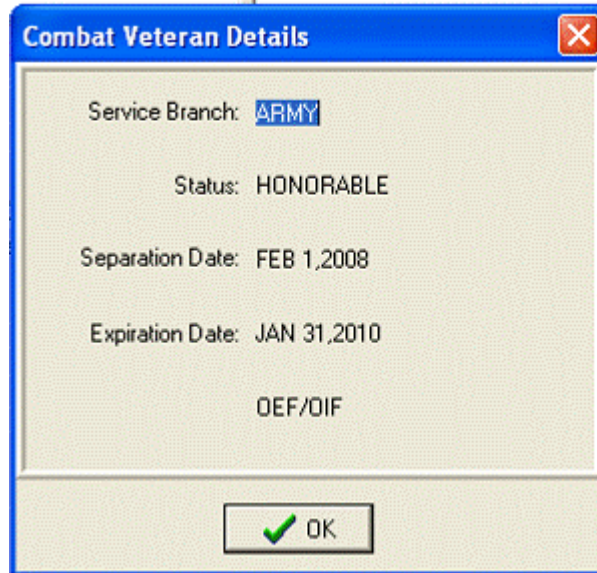 Combat Veteran Details
Service Branch: ARMY
Status: HONORABLE
Separation Date: FEB 1,2008
Expiration Date: JAN 31,2010
OEF/OIF
OK